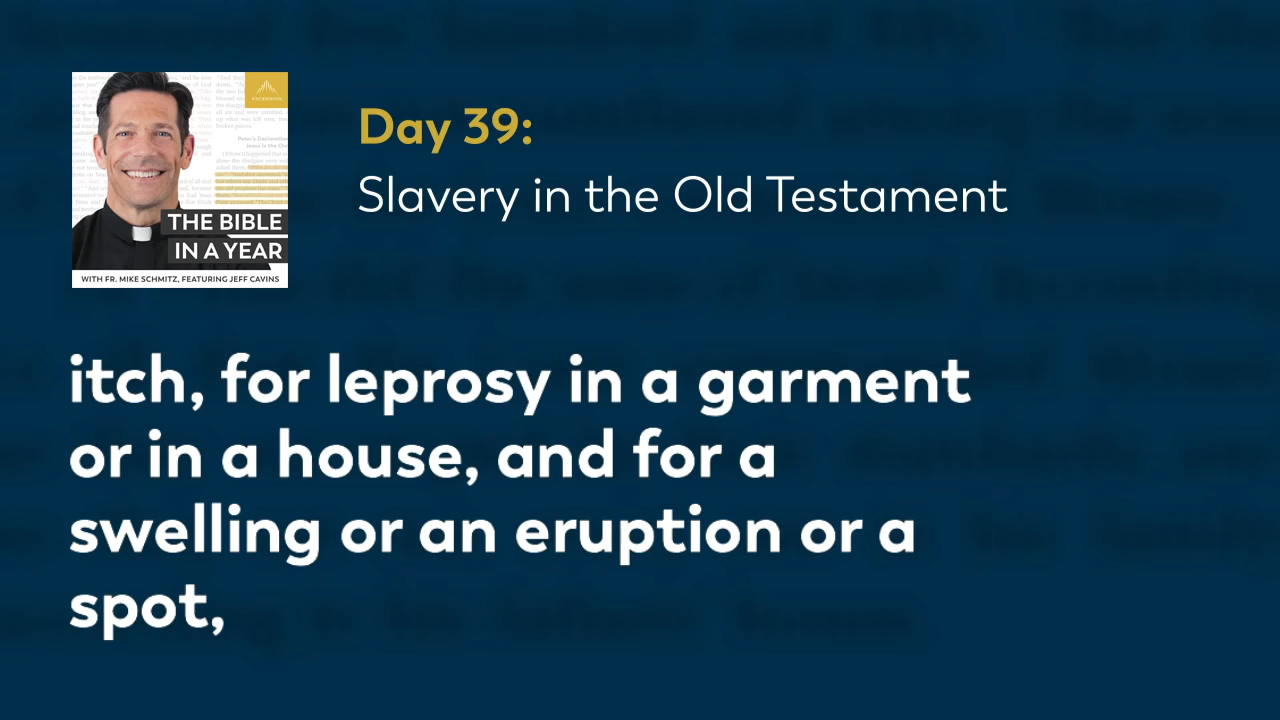 ASCENSION
THE BIBLE
IN A YEAR
WITH FR. MIKE SCHMITZ, FEATURING JEFF CAVINS
Day 39:
Slavery in the Old Testament
itch, for leprosy in a garment
or in a house, and for a
swelling or an eruption or a
spot,